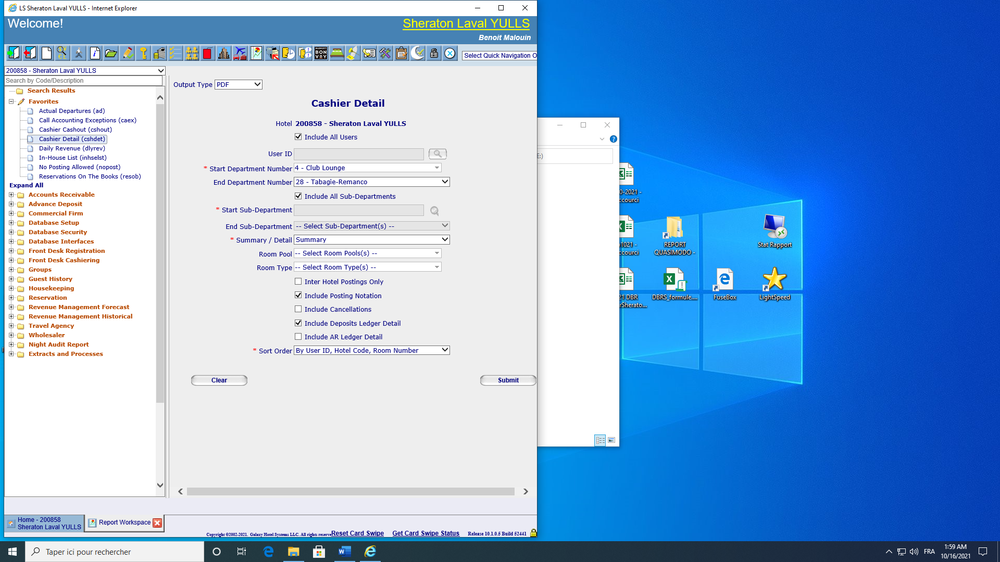 LS Sheraton Laval YULLS - Internet Explorer
Welcome!
Sheraton Laval YULLS
Benoit Malouin
MARRIOTT BON VOY
Select Quick Navigation O
200858 - Sheraton Laval YULLS
Search by Code/Description
Search Results
Favorites
Actual Departures (ad)
Call Accounting Exceptions (caex)
Cashier Cashout (cshout)
Cashier Detail (cshdet)
Daily Revenue (dlyrev)
In-House List (inhselst)
No Posting Allowed (nopost)
Reservations On The Books (resob)
Expand All
Accounts Receivable
Advance Deposit
Commercial Firm
Database Setup
Database Security
Database Interfaces
Front Desk Registration
Front Desk Cashiering
Groups
Guest History
Housekeeping
Reservation
Revenue Management Forecast
Revenue Management Historical
Travel Agency
Wholesaler
Night Audit Report
Extracts and Processes
Output Type PDF
Cashier Detail
Hotel 200858 - Sheraton Laval YULLS
Include All Users
User ID
* Start Department Number 4 - Club Lounge
End Department Number 28 - Tabagie-Remanco
Include All Sub-Departments
* Start Sub-Department
End Sub-Department -- Select Sub-Department(s) --
* Summary / Detail Summary
Room Pool -- Select Room Pools(s) --
Room Type -- Select Room Type(s) --
Inter Hotel Postings Only
Include Posting Notation
Include Cancellations
Include Deposits Ledger Detail
Include AR Ledger Detail
* Sort Order By User ID, Hotel Code, Room Number
Clear
Submit
Home - 200858
Sheraton Laval YULLS
Report Workspace
Copyright ©2002-2021. Galaxy Hotel Systems LLC. All rights reserve
Reset Card Swipe
Get Card Swipe Status
Release 10.1.0.5 Build 52441
E:)
0-2021 -
ccourci
1021 -
ccourci
REPORT
QUASIMODO -
Stat Rapport
21 DBR
rSherato...
DBRS_formule....
FuseBox
LightSpeed
Taper ici pour rechercher
FRA
1:59 AM
10/16/2021